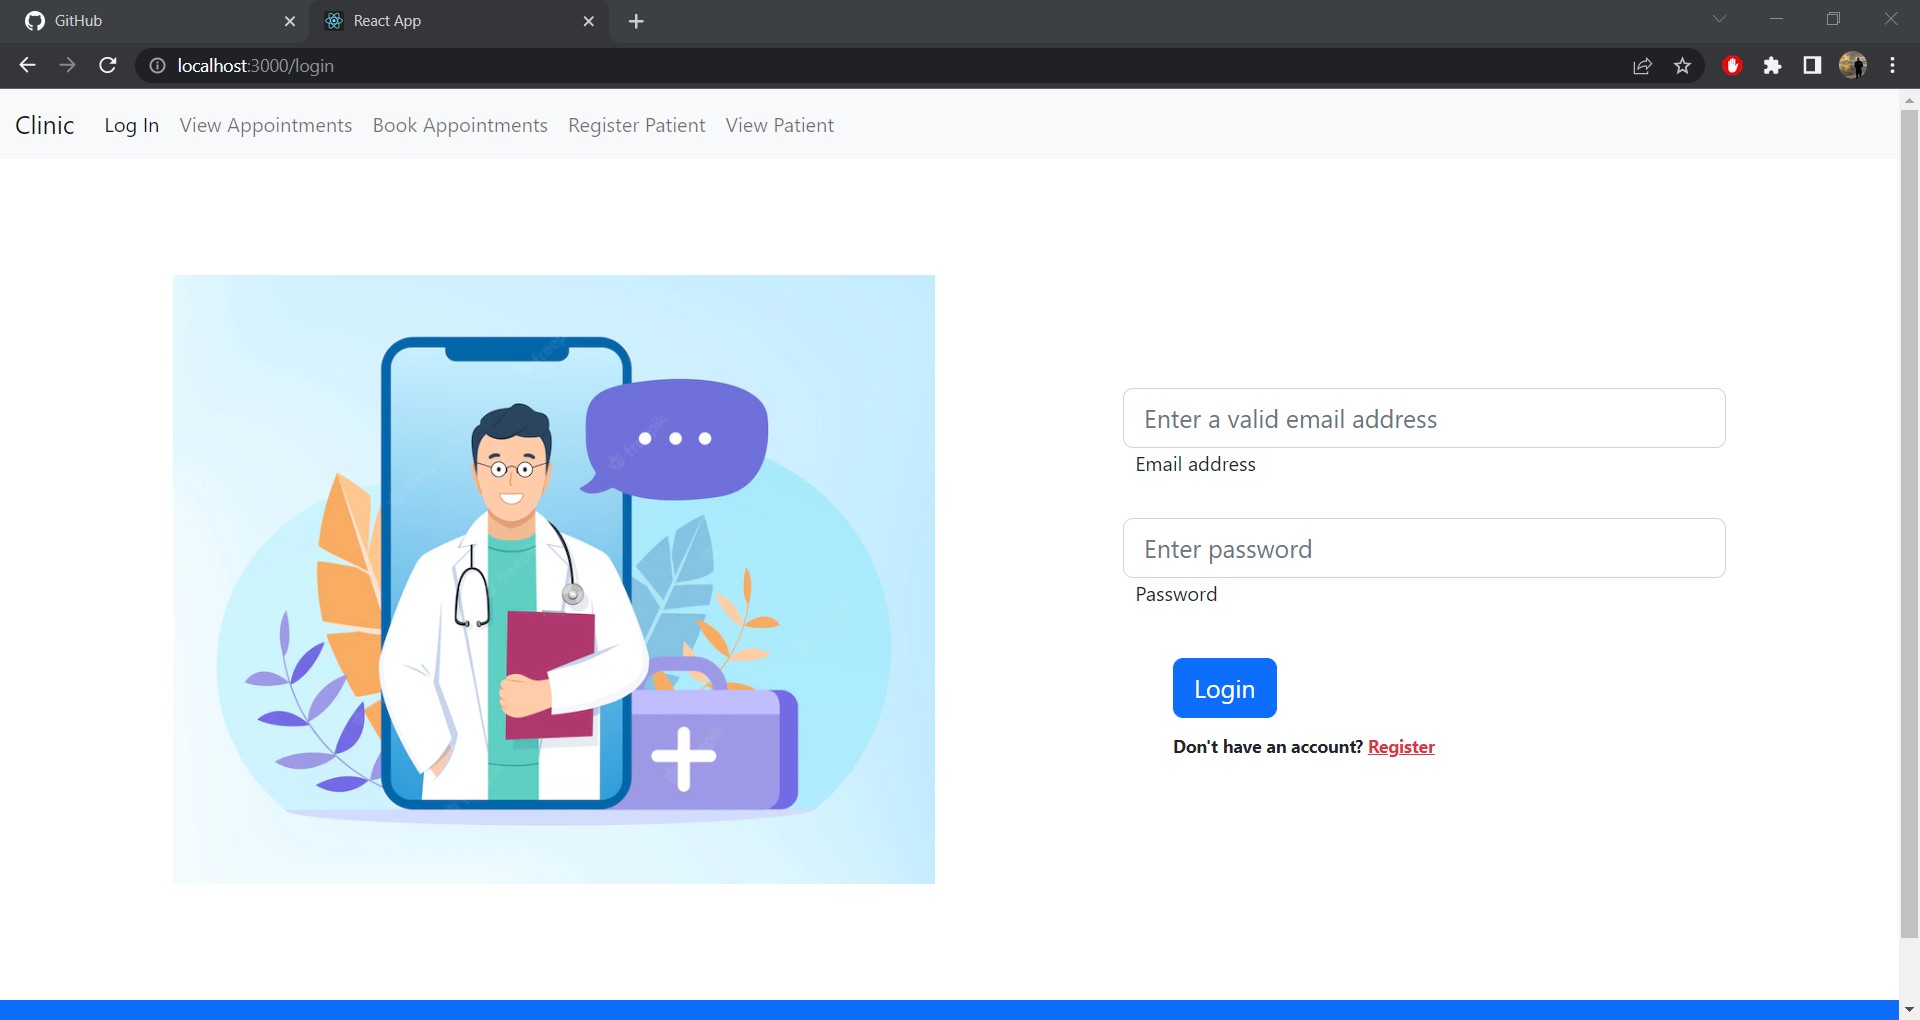 GitHub
React App
localhost:3000/login
Clinic Log In View Appointments Book Appointments Register Patient View Patient
Enter a valid email address
Email address
Enter password
Password
Login
Don't have an account? Register